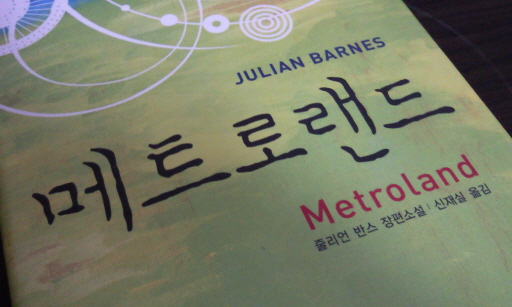 JULIAN BARNES
메트로랜드
Metroland
줄리언 반스 장편소설 | 신재실 옮김